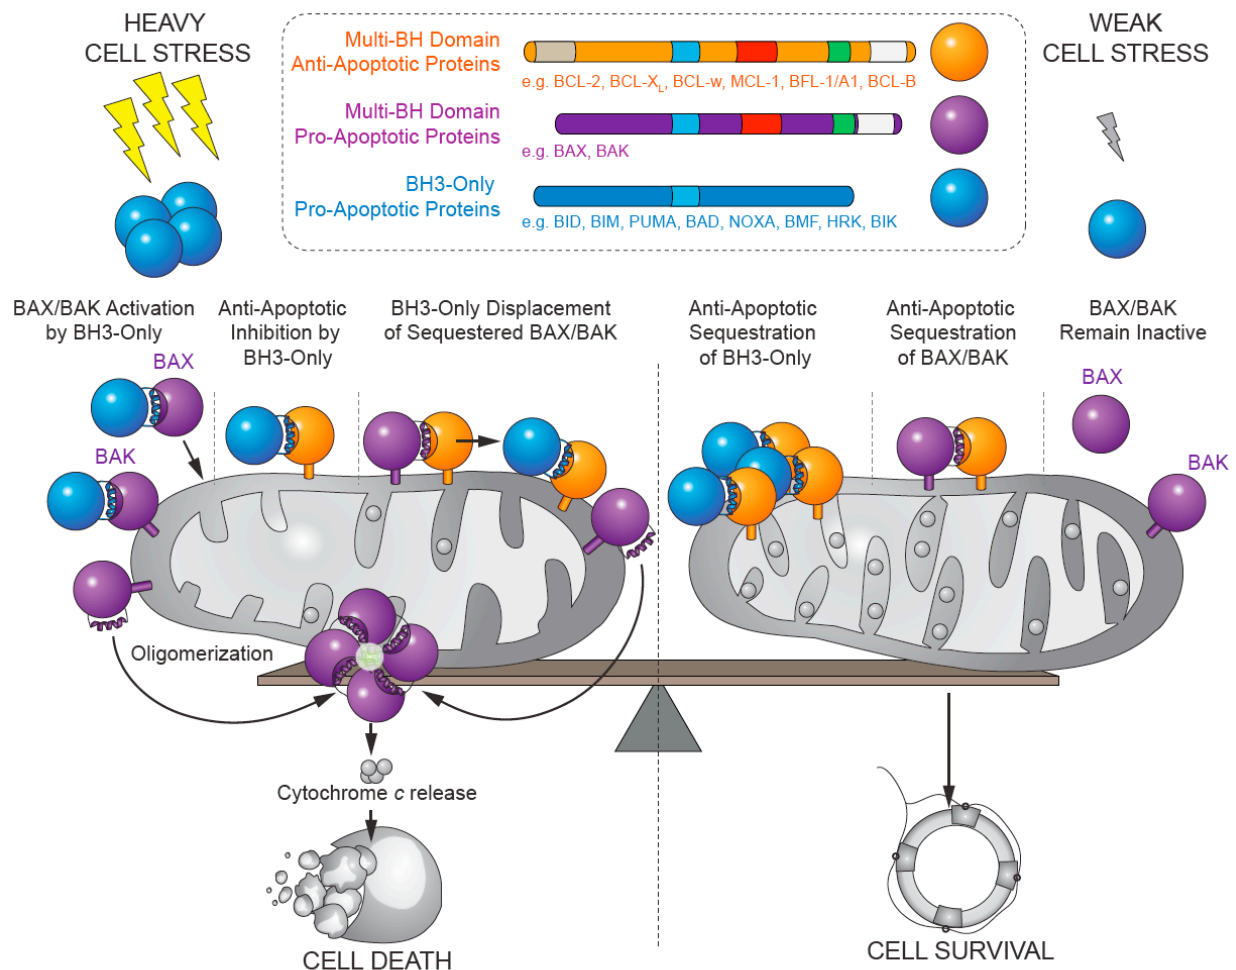 HEAVY
CELL STRESS
Multi-BH Domain
Anti-Apoptotic Proteins
e.g. BCL-2, BCL-X<sub>L</sub>, BCL-w, MCL-1, BFL-1/A1, BCL-B
Multi-BH Domain
Pro-Apoptotic Proteins
e.g. BAX, BAK
BH3-Only
Pro-Apoptotic Proteins
e.g. BID, BIM, PUMA, BAD, NOXA, BMF, HRK, BIK
WEAK
CELL STRESS
BAX/BAK Activation
by BH3-Only
Anti-Apoptotic
Inhibition by
BH3-Only
BH3-Only Displacement
of Sequestered BAX/BAK
Anti-Apoptotic
Sequestration
of BH3-Only
Anti-Apoptotic
Sequestration
of BAX/BAK
BAX/BAK
Remain Inactive
BAX
BAK
BAX
BAK
Oligomerization
Cytochrome c release
CELL DEATH
CELL SURVIVAL